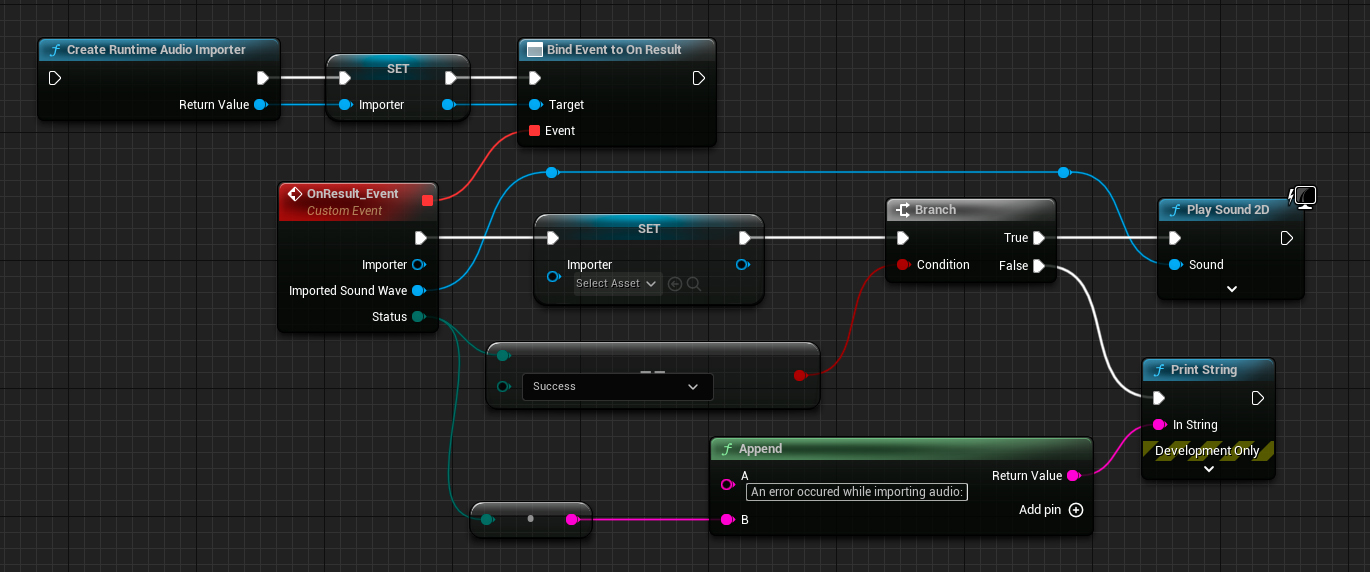 Create Runtime Audio Importer
Return Value
SET
Importer
Bind Event to On Result
Target
Event
OnResult_Event
Custom Event
Importer
Imported Sound Wave
Status
SET
Importer
Select Asset
Branch
Condition
True
False
Play Sound 2D
Sound
==
Success
Print String
In String
Development Only
Append
A
An error occured while importing audio:
B
Return Value
Add pin